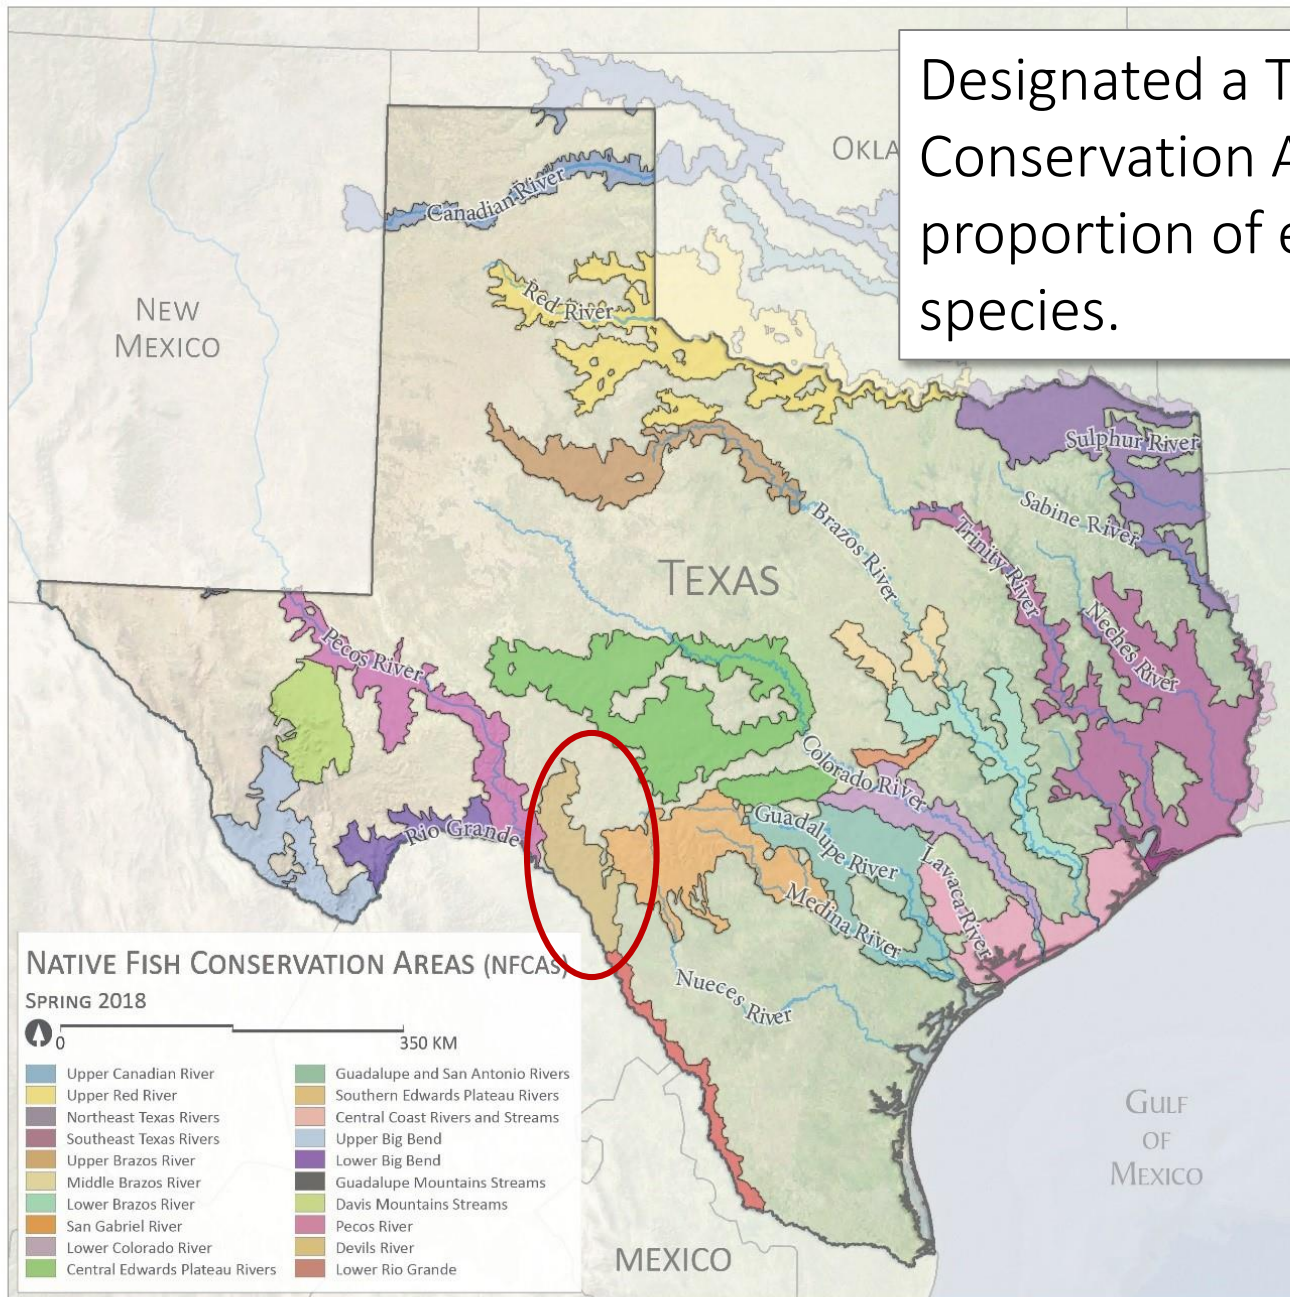 Designated a T
Conservation A
proportion of e
species.
OKLA
NEW
MEXICO
TEXAS
Canadian River
Red River
Sulphur River
Sabine River
Brazos River
Trinity River
Neches River
Pecos River
Colorado River
Rio Grande
Guadalupe River
Lavaca River
Medina River
Nueces River
GULF
OF
MEXICO
MEXICO
NATIVE FISH CONSERVATION AREAS (NFCAS)
SPRING 2018
0 350 KM
Upper Canadian River
Upper Red River
Northeast Texas Rivers
Southeast Texas Rivers
Upper Brazos River
Middle Brazos River
Lower Brazos River
San Gabriel River
Lower Colorado River
Central Edwards Plateau Rivers
Guadalupe and San Antonio Rivers
Southern Edwards Plateau Rivers
Central Coast Rivers and Streams
Upper Big Bend
Lower Big Bend
Guadalupe Mountains Streams
Davis Mountains Streams
Pecos River
Devils River
Lower Rio Grande